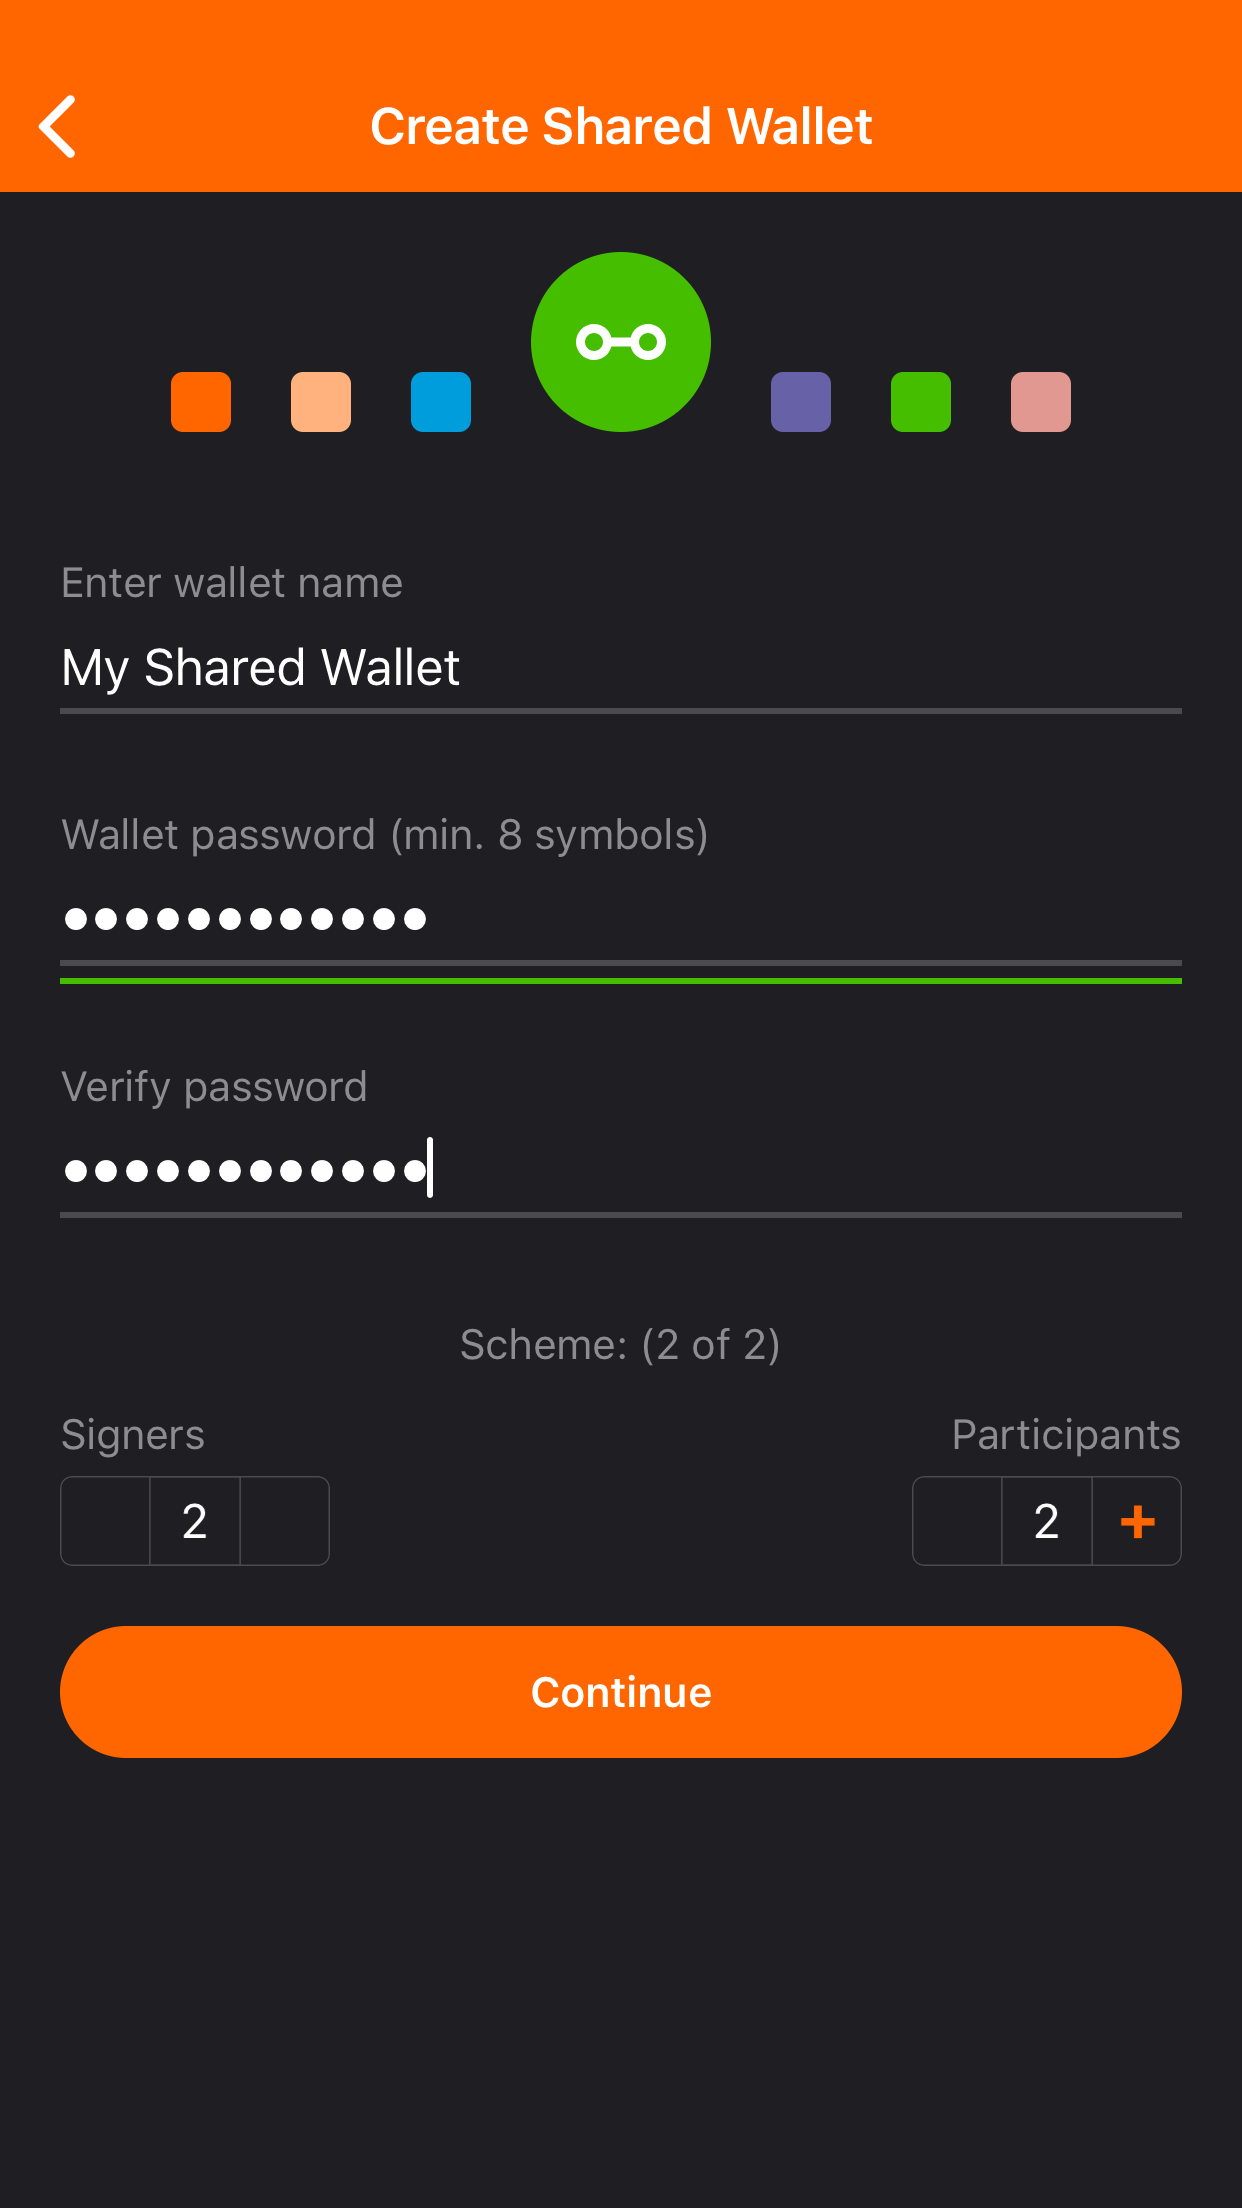 Create Shared Wallet
Enter wallet name
My Shared Wallet
Wallet password (min. 8 symbols)
••••••••••••
Verify password
••••••••••••
Scheme: (2 of 2)
Signers Participants
2 2 +
Continue